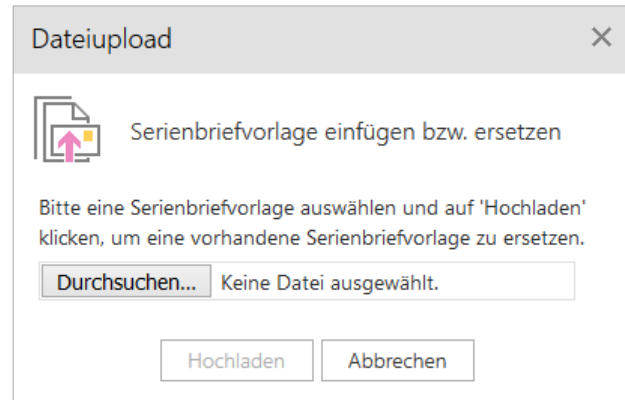 Dateiupload
Serienbriefvorlage einfügen bzw. ersetzen
Bitte eine Serienbriefvorlage auswählen und auf 'Hochladen'
klicken, um eine vorhandene Serienbriefvorlage zu ersetzen.
Durchsuchen... Keine Datei ausgewählt.
Hochladen Abbrechen